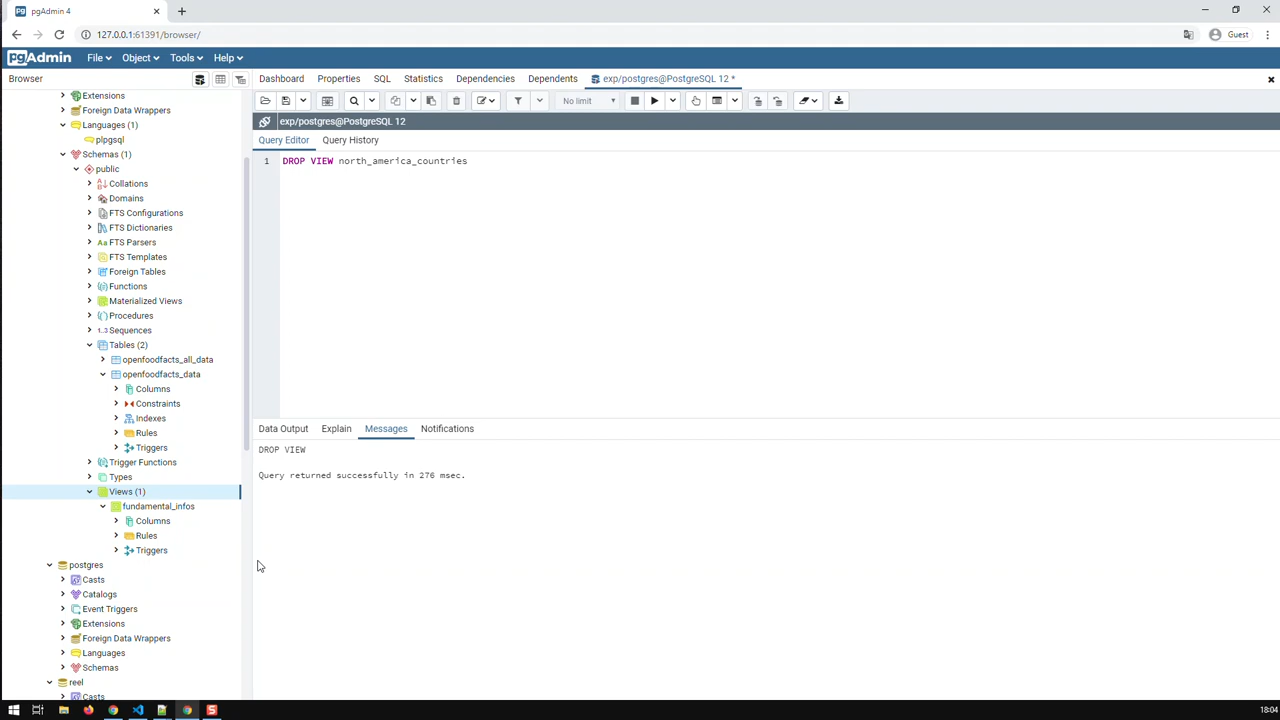 pgAdmin 4
127.0.0.1:61391/browser/
Guest
pgAdmin File Object Tools Help
Browser
Dashboard Properties SQL Statistics Dependencies Dependents exp/postgres@PostgreSQL 12 *
No limit
exp/postgres@PostgreSQL 12
Query Editor Query History
1 DROP VIEW north_america_countries
Extensions
Foreign Data Wrappers
Languages (1)
plpgsql
Schemas (1)
public
Collations
Domains
FTS Configurations
FTS Dictionaries
Aa FTS Parsers
FTS Templates
Foreign Tables
Functions
Materialized Views
Procedures
1..3 Sequences
Tables (2)
openfoodfacts_all_data
openfoodfacts_data
Columns
Constraints
Indexes
Rules
Triggers
Trigger Functions
Types
Views (1)
fundamental_infos
Columns
Rules
Triggers
postgres
Casts
Catalogs
Event Triggers
Extensions
Foreign Data Wrappers
Languages
Schemas
reel
Casts
Data Output Explain Messages Notifications
DROP VIEW
Query returned successfully in 276 msec.
18:04